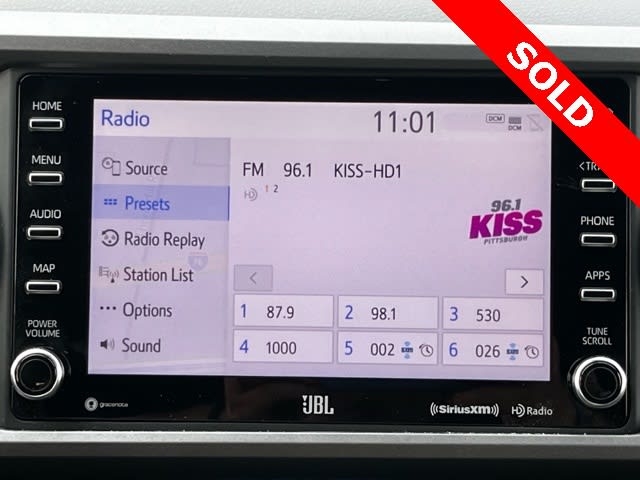 SOLD
HOME
MENU
AUDIO
MAP
POWER
VOLUME
Radio
11:01
DCM
DCM
Source
Presets
Radio Replay
Station List
Options
Sound
FM 96.1 KISS-HD1
HD 1 2
96.1
KISS
PITTSBURGH
<
>
1 87.9
2 98.1
3 530
4 1000
5 002
6 026
PHONE
APPS
TUNE
SCROLL
gracenote
JBL
((SiriusXM))
HD Radio